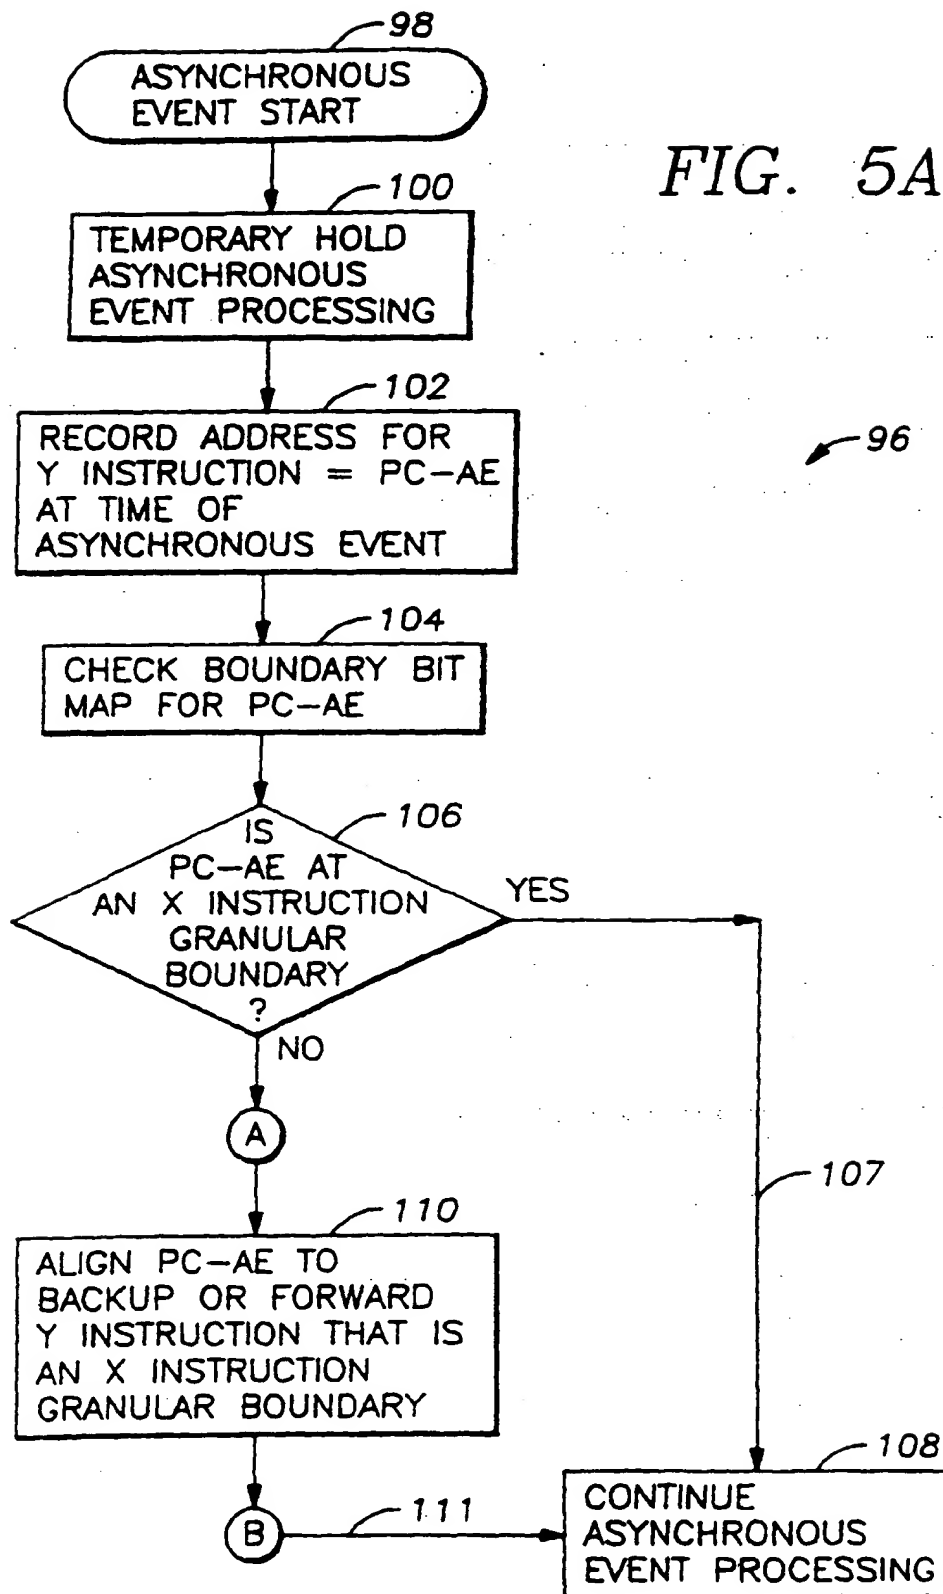 98
ASYNCHRONOUS
EVENT START
FIG. 5A
100
TEMPORARY HOLD
ASYNCHRONOUS
EVENT PROCESSING
102
RECORD ADDRESS FOR
Y INSTRUCTION = PC-AE
AT TIME OF
ASYNCHRONOUS EVENT
96
104
CHECK BOUNDARY BIT
MAP FOR PC-AE
106
IS
PC-AE AT
AN X INSTRUCTION
GRANULAR
BOUNDARY
?
YES
NO
A
107
110
ALIGN PC-AE TO
BACKUP OR FORWARD
Y INSTRUCTION THAT IS
AN X INSTRUCTION
GRANULAR BOUNDARY
108
B
111
CONTINUE
ASYNCHRONOUS
EVENT PROCESSING